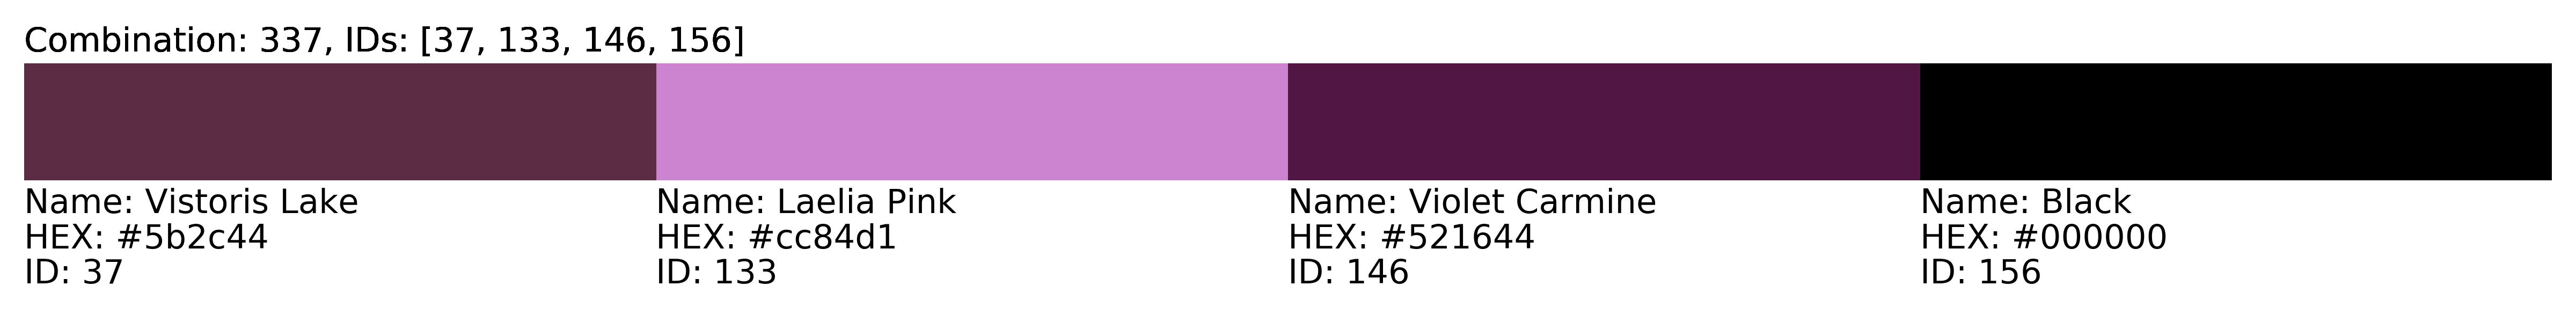 Combination: 337, IDs: [37, 133, 146, 156]
Name: Vistoris Lake
HEX: #5b2c44
ID: 37
Name: Laelia Pink
HEX: #cc84d1
ID: 133
Name: Violet Carmine
HEX: #521644
ID: 146
Name: Black
HEX: #000000
ID: 156